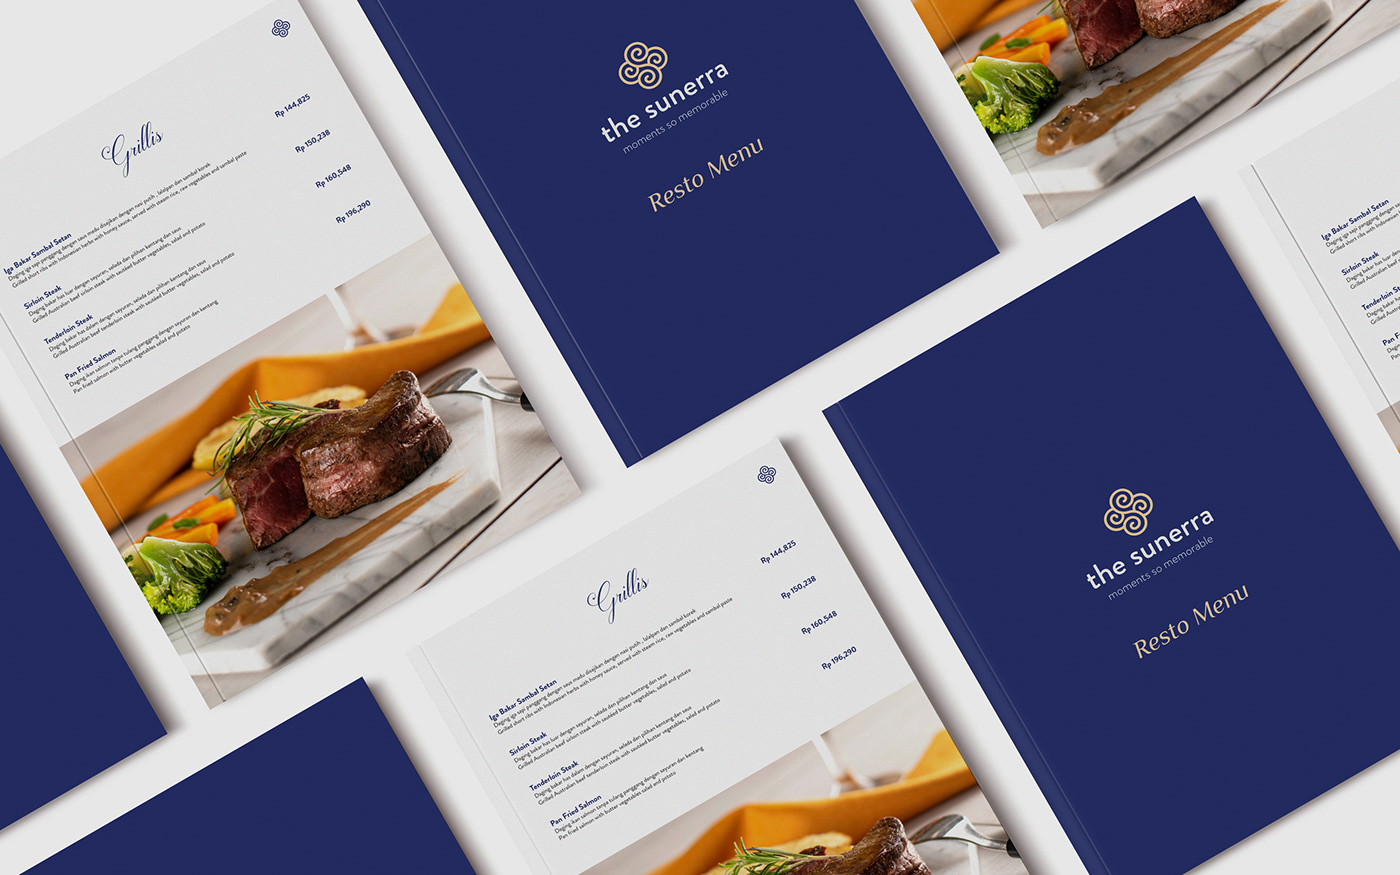 Grillis
Rp 144,825
Rp 150,238
Rp 160,548
Rp 196,290
Iga Bakar Sambal Setan
Daging iga sapi panggang dengan saus madu disajikan dengan nasi putih , lalalpan dan sambal korek
Grilled short ribs with Indonesian herbs with honey sauce, served with steam rice, raw vegetables and sambal paste
Sirloin Steak
Daging bakar has luar dengan sayuran, selada dan pilihan kentang dan saus
Grilled Australian beef sirloin steak with sautéed butter vegetables, salad and potato
Tenderloin Steak
Daging bakar has dalam dengan sayuran, selada dan pilihan kentang dan saus
Grilled Australian beef tenderloin steak with sautéed butter vegetables, salad and potato
Pan Fried Salmon
Daging ikan salmon tanpa tulang panggang dengan sayuran dan kentang
Pan fried salmon with butter vegetables salad and potato
the sunerra
moments so memorable
Resto Menu
Grillis
Rp 144,825
Rp 150,238
Rp 160,548
Rp 196,290
Iga Bakar Sambal Setan
Daging iga sapi panggang dengan saus madu disajikan dengan nasi putih , lalalpan dan sambal korek
Grilled short ribs with Indonesian herbs with honey sauce, served with steam rice, raw vegetables and sambal paste
Sirloin Steak
Daging bakar has luar dengan sayuran, selada dan pilihan kentang dan saus
Grilled Australian beef sirloin steak with sautéed butter vegetables, salad and potato
Tenderloin Steak
Daging bakar has dalam dengan sayuran, selada dan pilihan kentang dan saus
Grilled Australian beef tenderloin steak with sautéed butter vegetables, salad and potato
Pan Fried Salmon
Daging ikan salmon tanpa tulang panggang dengan sayuran dan kentang
Pan fried salmon with butter vegetables salad and potato
the sunerra
moments so memorable
Resto Menu
Iga Bakar Sambal Setan
Daging iga sapi
Grilled short ribs
Sirloin Steak
Daging bakar
Grilled Australian
Tenderloin
Daging
Grilled
Pan